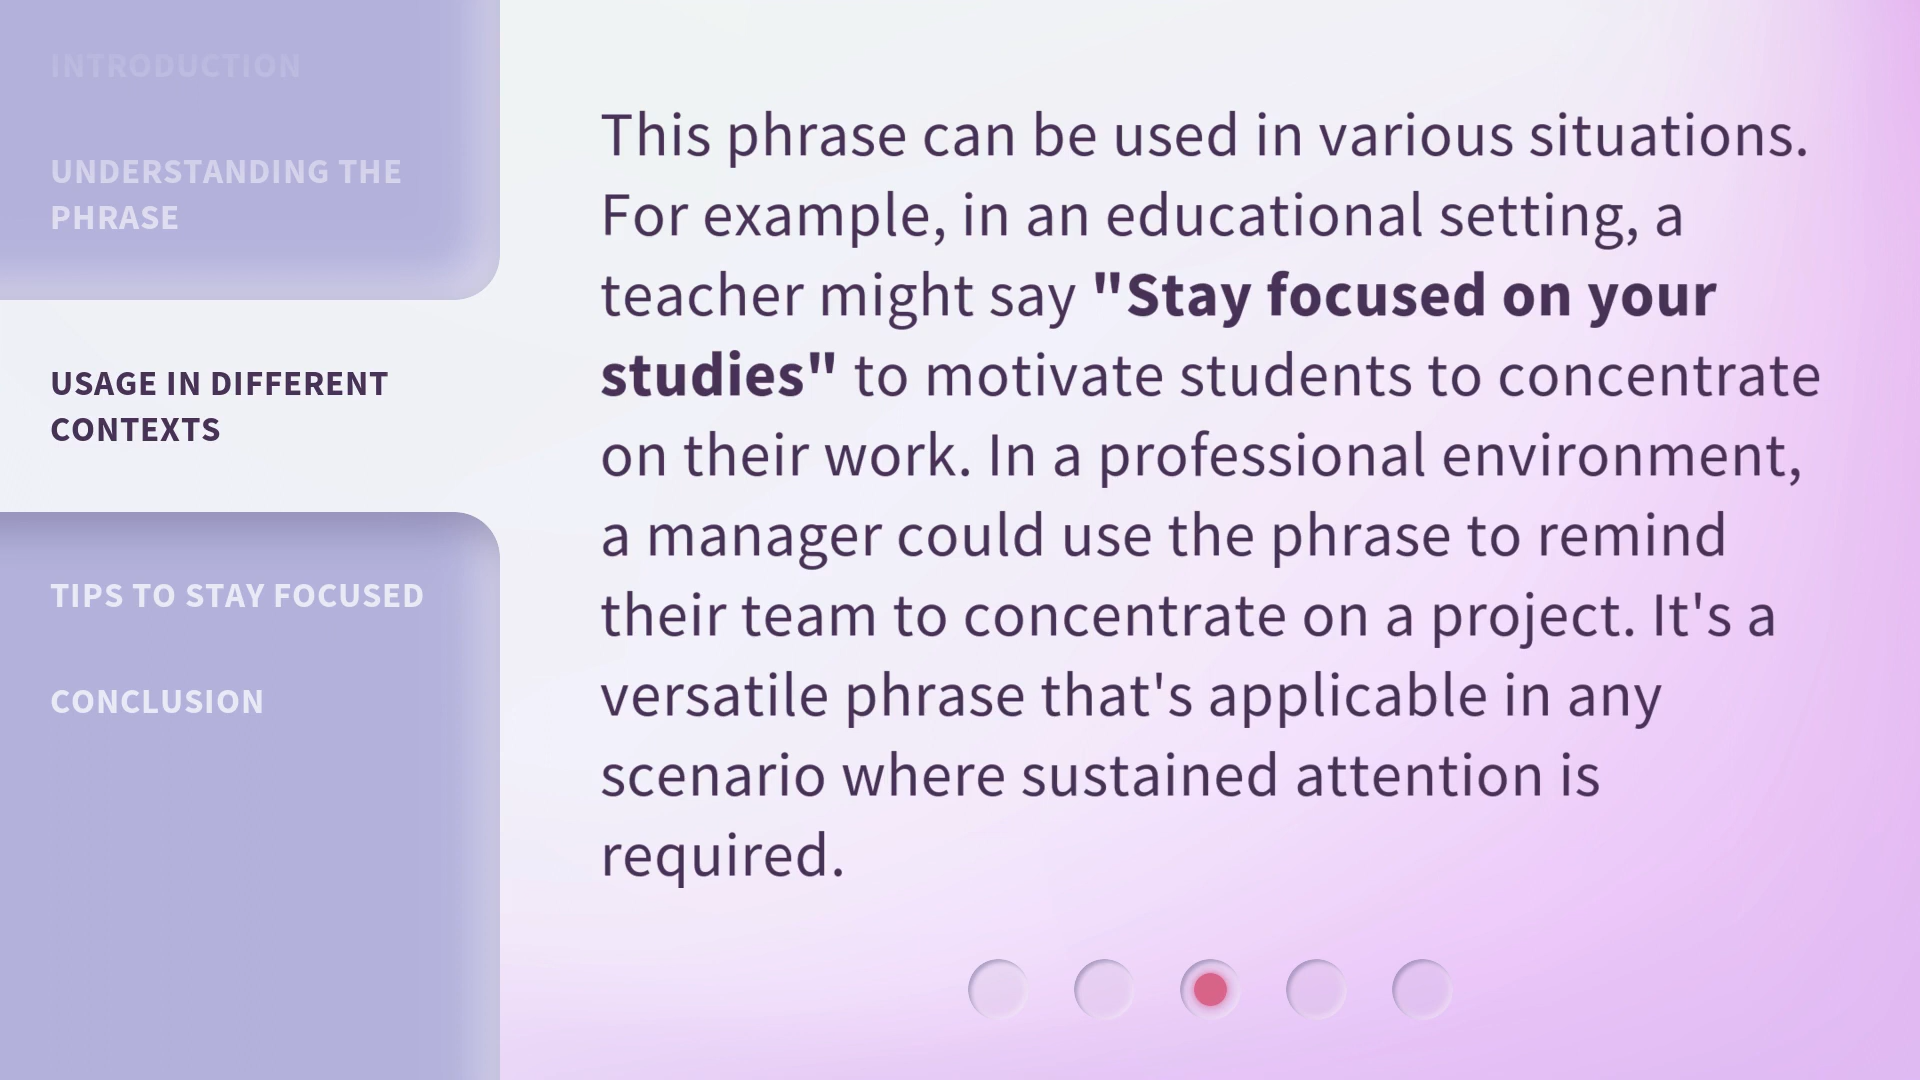 INTRODUCTION
UNDERSTANDING THE
PHRASE
USAGE IN DIFFERENT
CONTEXTS
TIPS TO STAY FOCUSED
CONCLUSION
This phrase can be used in various situations.
For example, in an educational setting, a
teacher might say "Stay focused on your
studies" to motivate students to concentrate
on their work. In a professional environment,
a manager could use the phrase to remind
their team to concentrate on a project. It's a
versatile phrase that's applicable in any
scenario where sustained attention is
required.